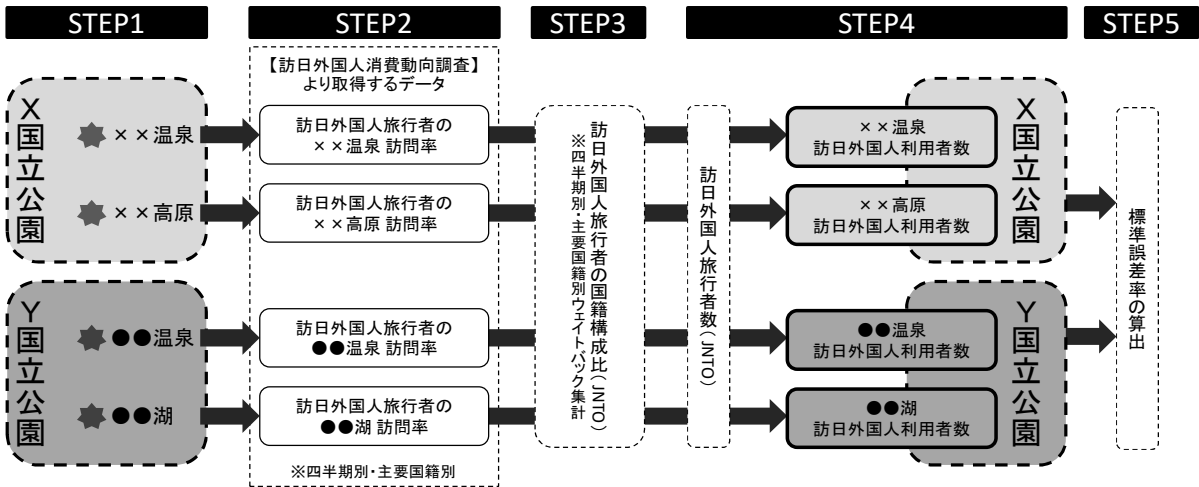 STEP1
STEP2
STEP3
STEP4
STEP5
X国立公園
××温泉
××高原
Y国立公園
●●温泉
●●湖
【訪日外国人消費動向調査】
より取得するデータ
訪日外国人旅行者の
××温泉 訪問率
訪日外国人旅行者の
××高原 訪問率
訪日外国人旅行者の
●●温泉 訪問率
訪日外国人旅行者の
●●湖 訪問率
※四半期別・主要国籍別
訪日外国人旅行者の国籍構成比(JNTO)
※四半期別・主要国籍別ウェイトバック集計
訪日外国人旅行者数(JNTO)
××温泉
訪日外国人利用者数
××高原
訪日外国人利用者数
X国立公園
●●温泉
訪日外国人利用者数
●●湖
訪日外国人利用者数
Y国立公園
標準誤差率の算出